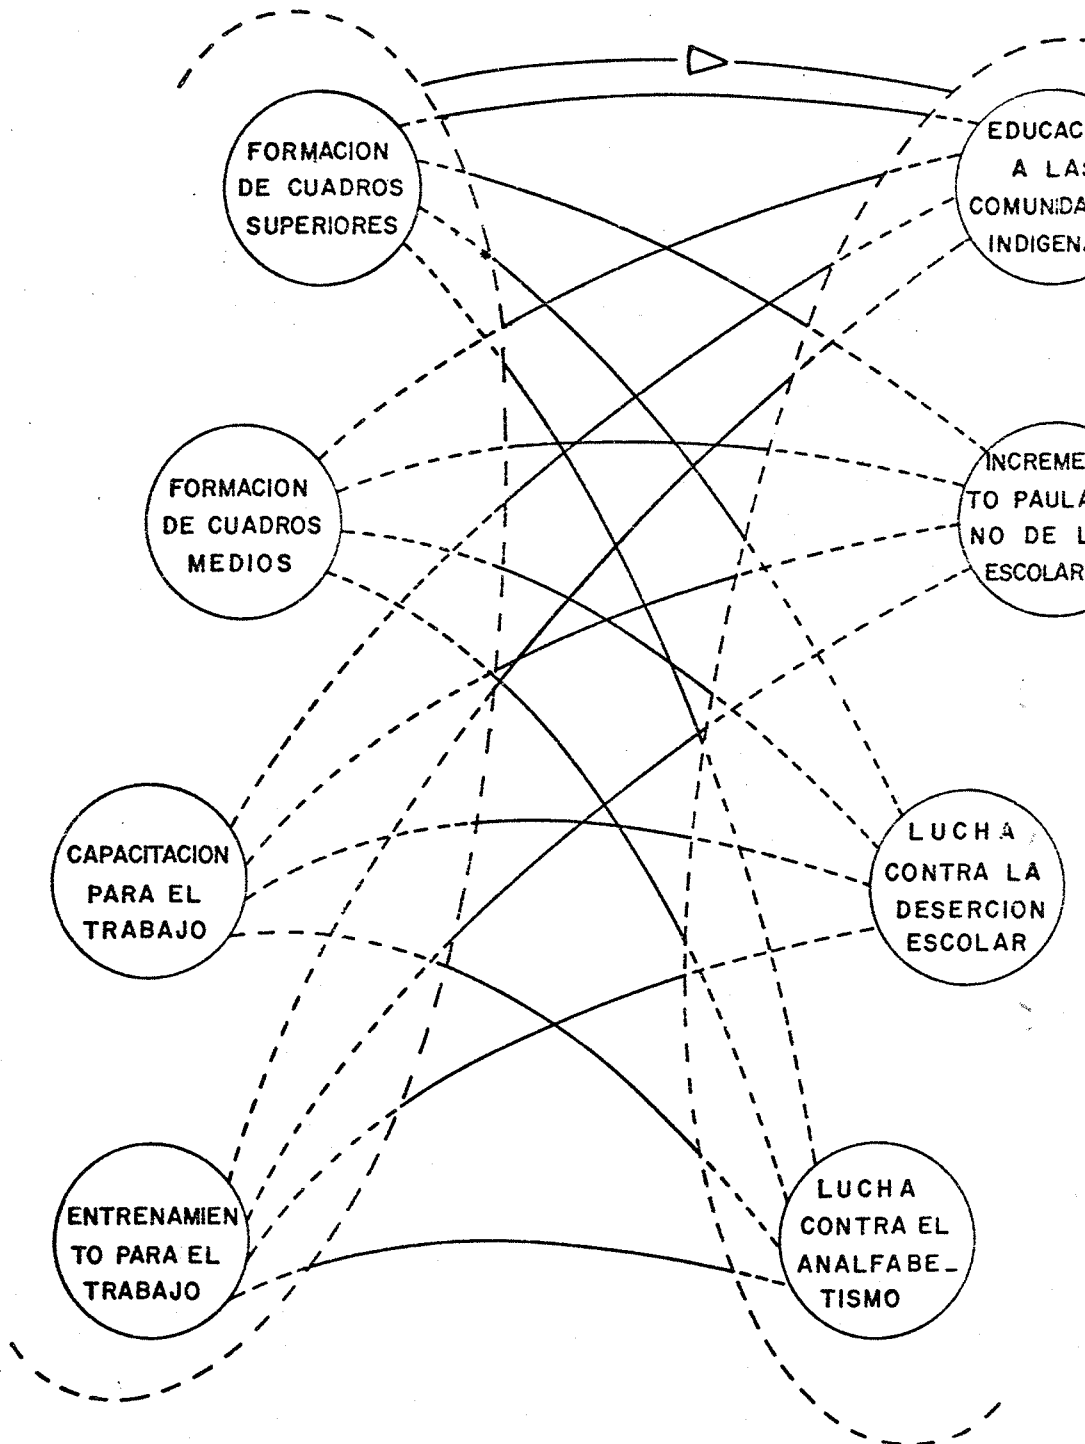 FORMACION
DE CUADROS
SUPERIORES
EDUCAC
A LAS
COMUNIDA
INDIGENA
FORMACION
DE CUADROS
MEDIOS
INCREME
TO PAULA
NO DE L
ESCOLAR
CAPACITACION
PARA EL
TRABAJO
LUCHA
CONTRA LA
DESERCION
ESCOLAR
ENTRENAMIEN
TO PARA EL
TRABAJO
LUCHA
CONTRA EL
ANALFABE_
TISMO